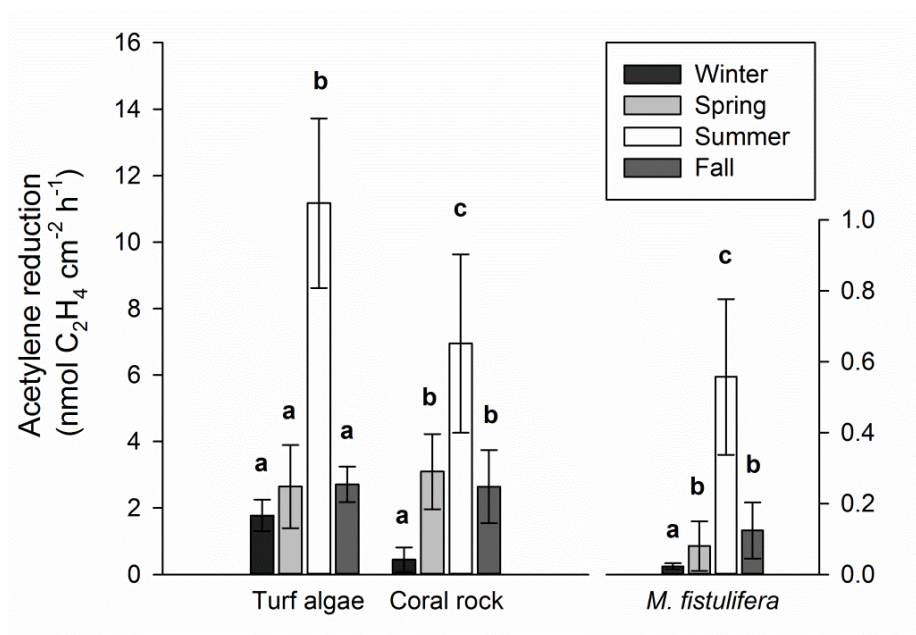 Acetylene reduction
(nmol C₂H₄ cm⁻² h⁻¹)
16
14
12
10
8
6
4
2
0
a
a
b
a
a
b
c
b
a
b
c
b
Winter
Spring
Summer
Fall
1.0
0.8
0.6
0.4
0.2
0.0
Turf algae
Coral rock
M. fistulifera